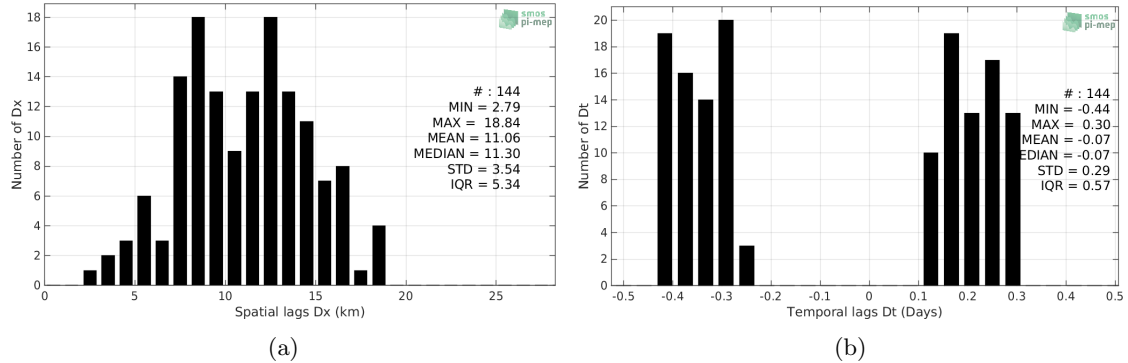 18
16
14
12
10
8
6
4
2
0
Number of Dx
smos
pi-mep
# : 144
MIN = 2.79
MAX = 18.84
MEAN = 11.06
MEDIAN = 11.30
STD = 3.54
IQR = 5.34
0 5 10 15 20 25
Spatial lags Dx (km)
(a)
20
18
16
14
12
10
8
6
4
2
0
Number of Dt
smos
pi-mep
# : 144
MIN = -0.44
MAX = 0.30
MEAN = -0.07
EDIAN = -0.07
STD = 0.29
IQR = 0.57
-0.5 -0.4 -0.3 -0.2 -0.1 0 0.1 0.2 0.3 0.4 0.5
Temporal lags Dt (Days)
(b)